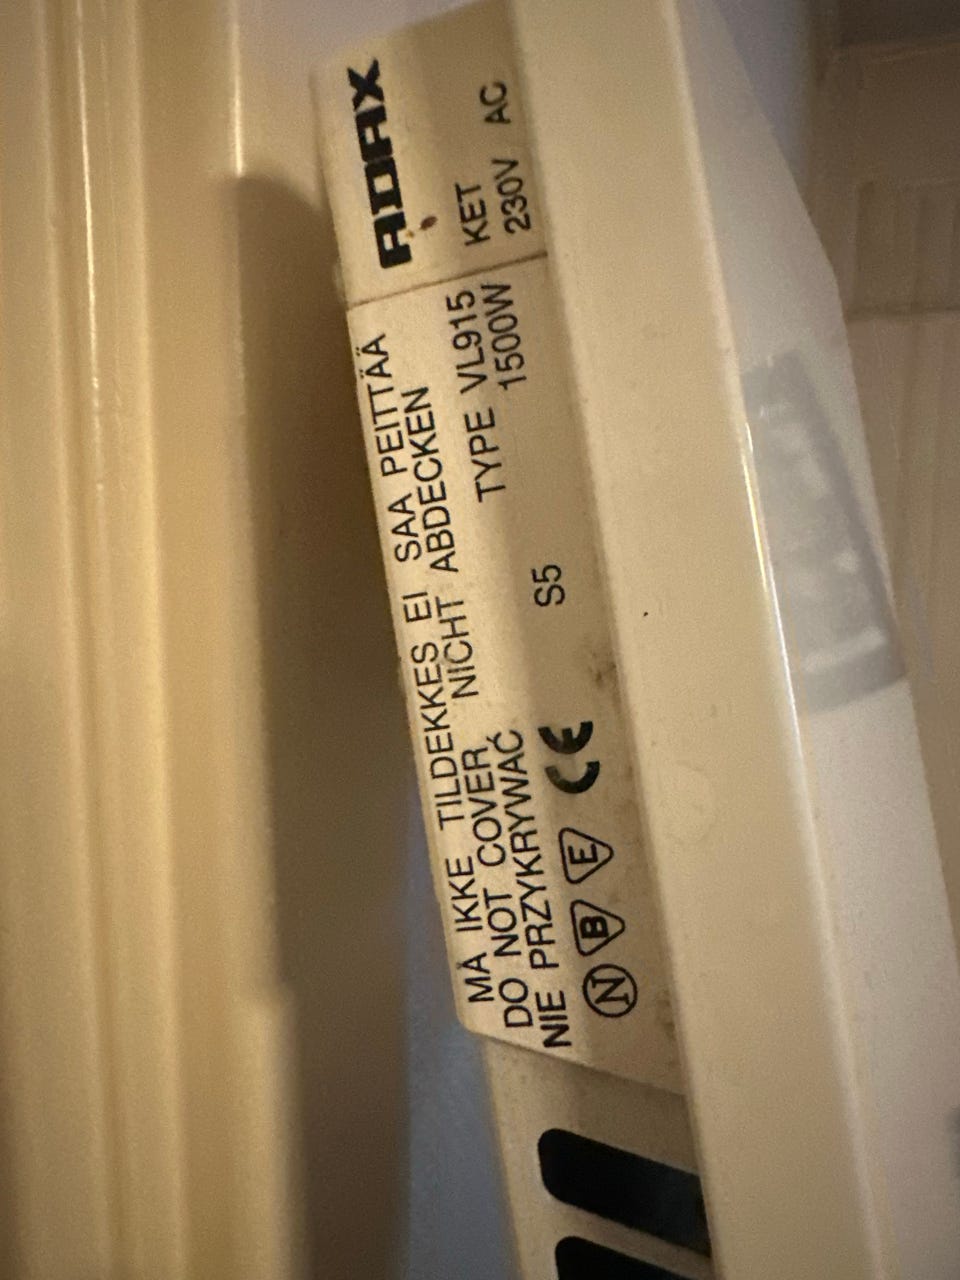 MÅ IKKE TILDEKKES EI SAA PEITTÄÄ
DO NOT COVER NICHT ABDECKEN
NIE PRZYKRYWAĆ
TYPE VL915
1500W
S5
N B E CE
ADAX
KET
230V AC